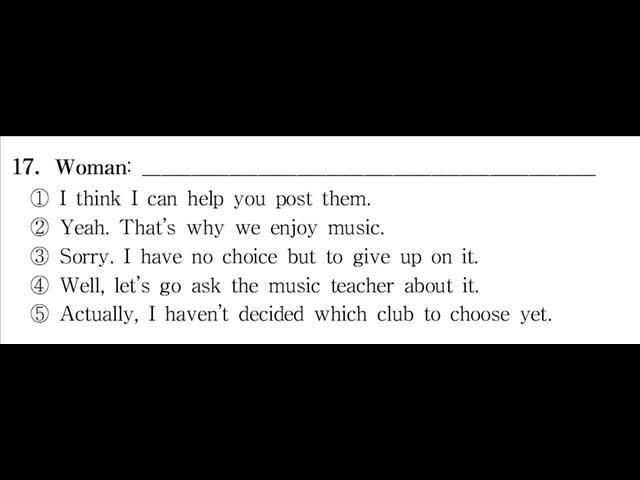 17. Woman: ________________________________________
① I think I can help you post them.
② Yeah. That's why we enjoy music.
③ Sorry. I have no choice but to give up on it.
④ Well, let's go ask the music teacher about it.
⑤ Actually, I haven't decided which club to choose yet.